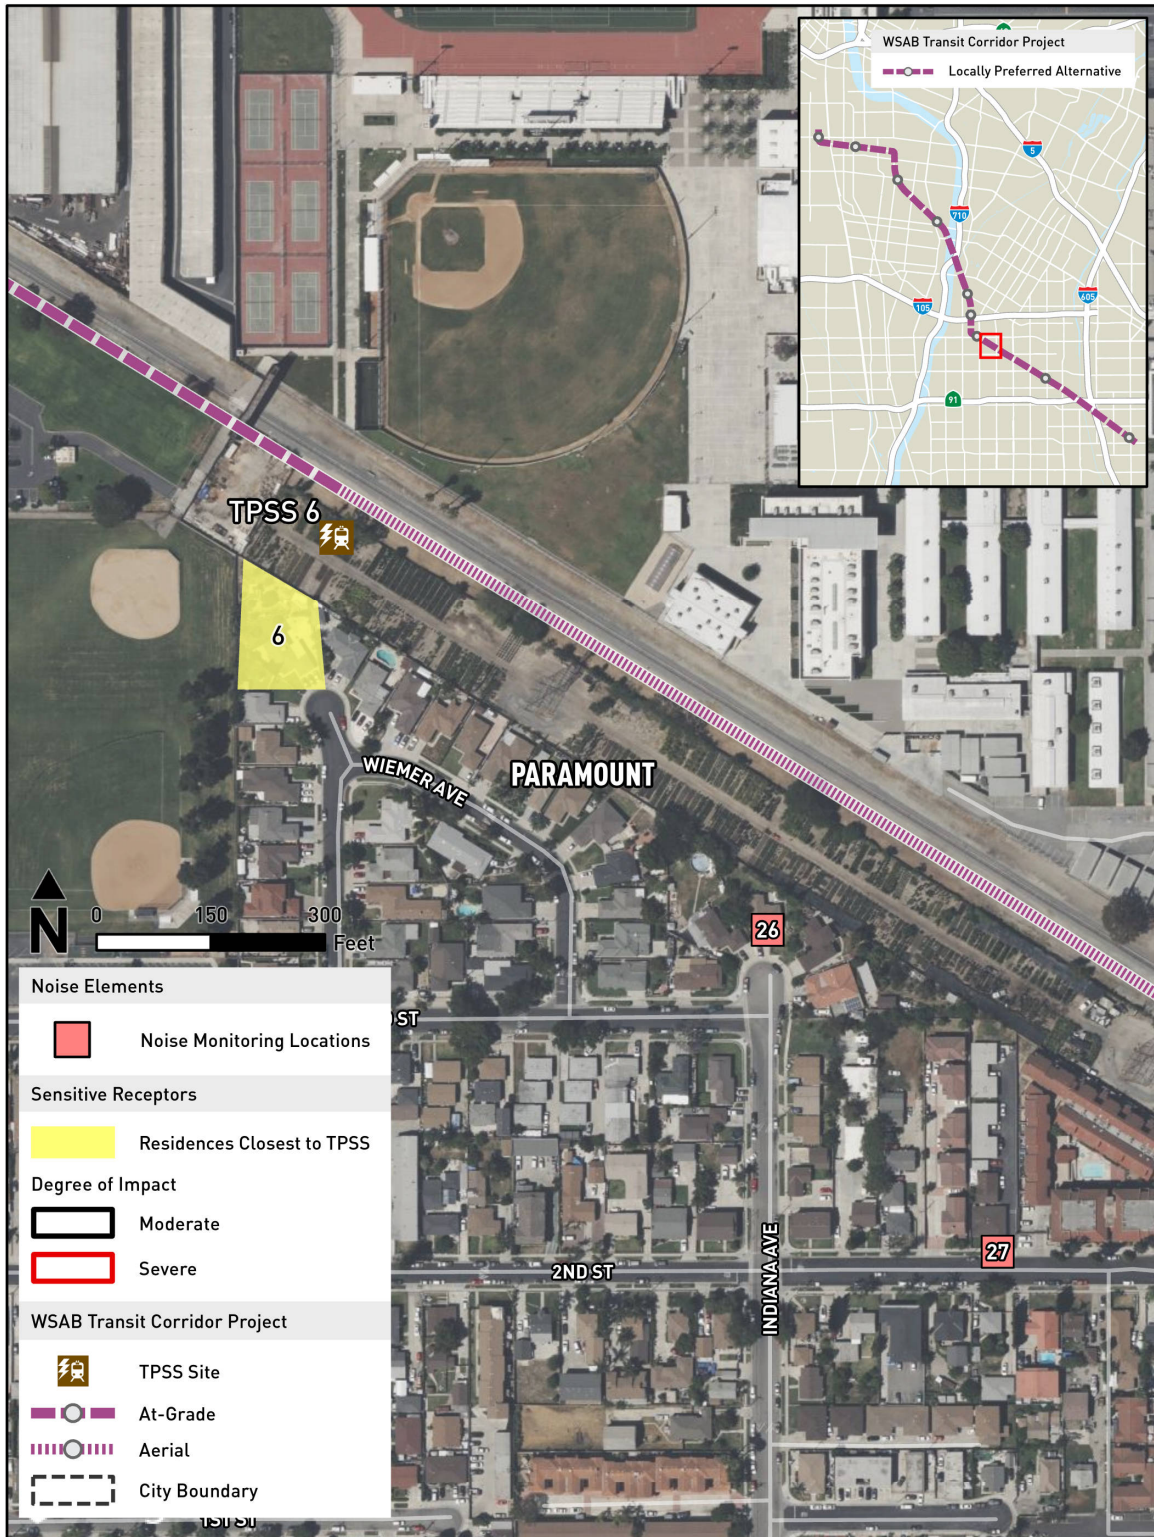 WSAB Transit Corridor Project
Locally Preferred Alternative
5
710
105
605
91
TPSS 6
6
WIEMER AVE
PARAMOUNT
26
N
0 150 300
Feet
Noise Elements
Noise Monitoring Locations
Sensitive Receptors
Residences Closest to TPSS
Degree of Impact
Moderate
Severe
WSAB Transit Corridor Project
TPSS Site
At-Grade
Aerial
City Boundary
ST
2ND ST
INDIANA AVE
27
1ST ST